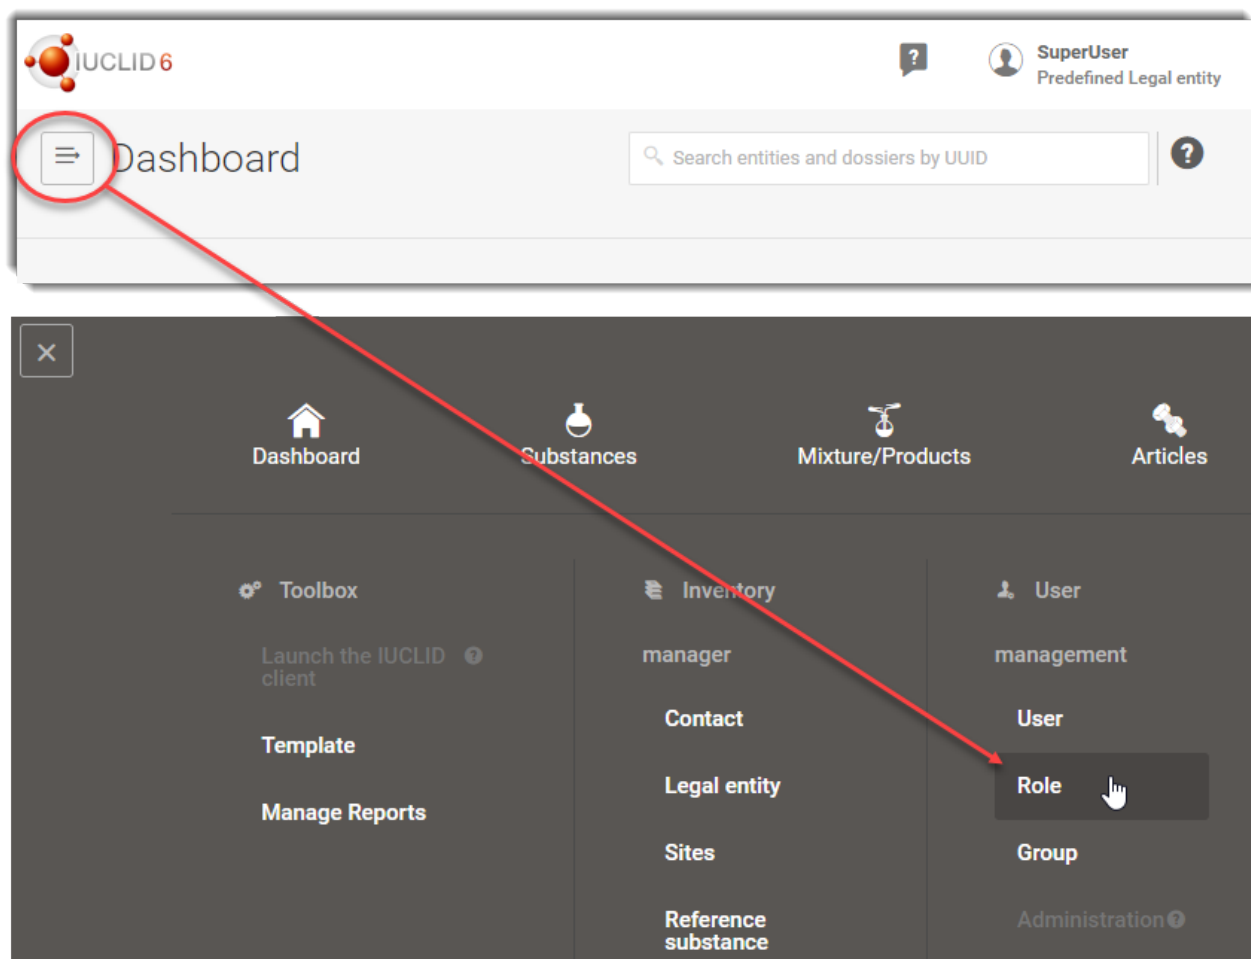 IUCLID 6
?
SuperUser
Predefined Legal entity
Dashboard
Search entities and dossiers by UUID
?
Dashboard
Substances
Mixture/Products
Articles
Toolbox
Launch the IUCLID
client
?
Template
Manage Reports
Inventory
manager
Contact
Legal entity
Sites
Reference
substance
User
management
User
Role
Group
Administration ?